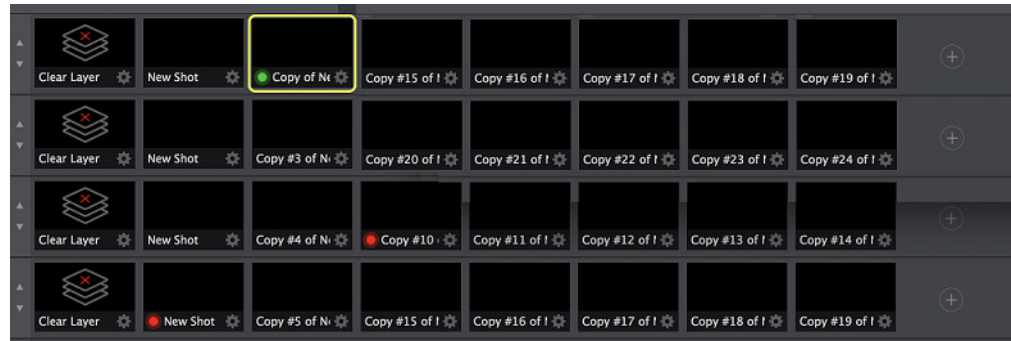 Clear Layer New Shot Copy of Ne Copy #15 of Copy #16 of Copy #17 of Copy #18 of Copy #19 of
Clear Layer New Shot Copy #3 of Copy #20 of Copy #21 of Copy #22 of Copy #23 of Copy #24 of
Clear Layer New Shot Copy #4 of Copy #10 Copy #11 of Copy #12 of Copy #13 of Copy #14 of
Clear Layer New Shot Copy #5 of Copy #15 of Copy #16 of Copy #17 of Copy #18 of Copy #19 of